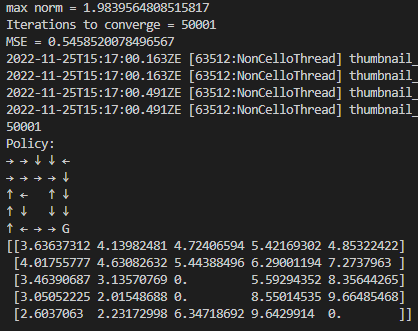 max norm = 1.9839564808515817
Iterations to converge = 50001
MSE = 0.5458520078496567
2022-11-25T15:17:00.163ZE [63512:NonCelloThread] thumbnail_
2022-11-25T15:17:00.163ZE [63512:NonCelloThread] thumbnail_
2022-11-25T15:17:00.491ZE [63512:NonCelloThread] thumbnail_
2022-11-25T15:17:00.491ZE [63512:NonCelloThread] thumbnail_
50001
Policy:
→ → ↓ ↓ ←
→ → → → ↓
↑ ←   ↑ ↓
↑ ↓   ↓ ↓
↑ ← → → G
[[3.63637312 4.13982481 4.72406594 5.42169302 4.85322422]
 [4.01755777 4.63082632 5.44388496 6.29001194 7.2737963 ]
 [3.46390687 3.13570769 0.         5.59294352 8.35644265]
 [3.05052225 2.01548688 0.         8.55014535 9.66485468]
 [2.6037063  2.23172998 6.34718692 9.6429914  0.        ]]